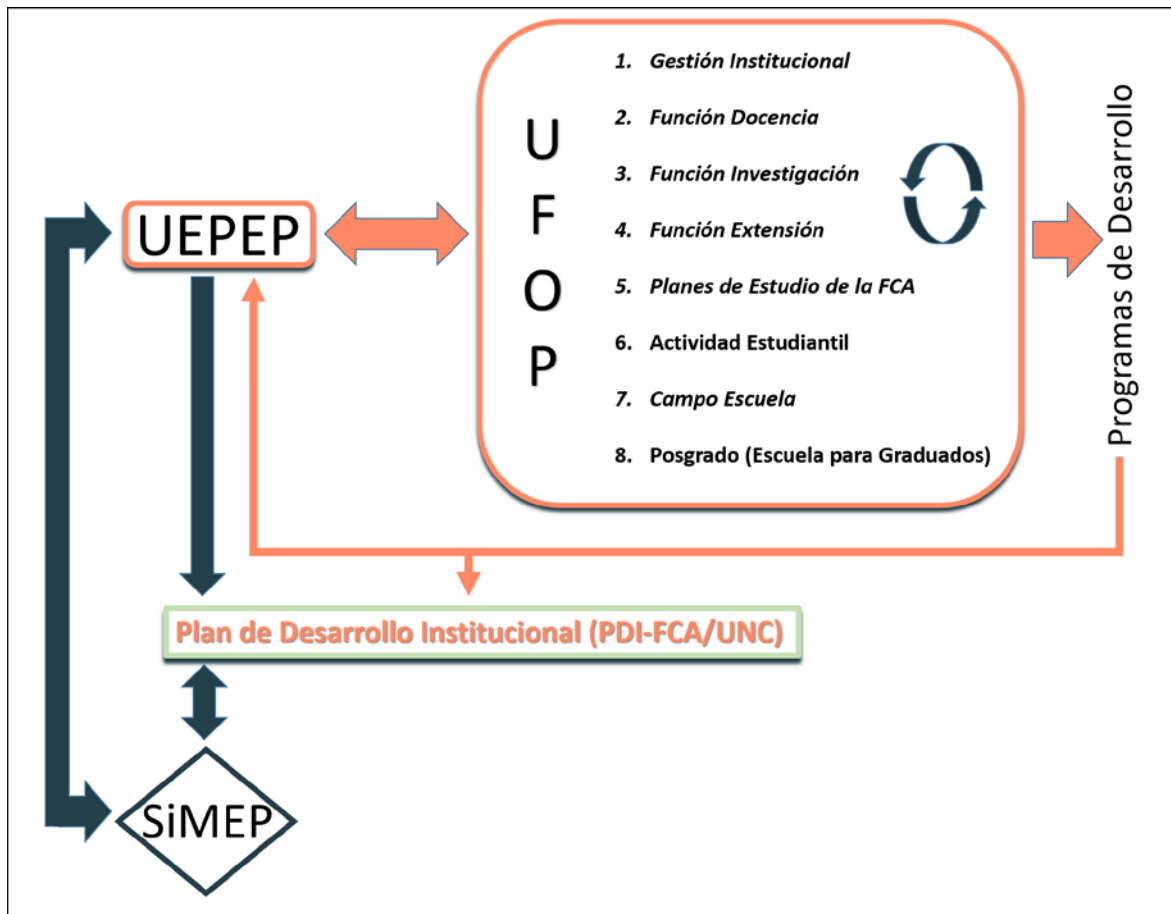 UEPEP
UFOP
1. Gestión Institucional
2. Función Docencia
3. Función Investigación
4. Función Extensión
5. Planes de Estudio de la FCA
6. Actividad Estudiantil
7. Campo Escuela
8. Posgrado (Escuela para Graduados)
Programas de Desarrollo
Plan de Desarrollo Institucional (PDI-FCA/UNC)
SiMEP